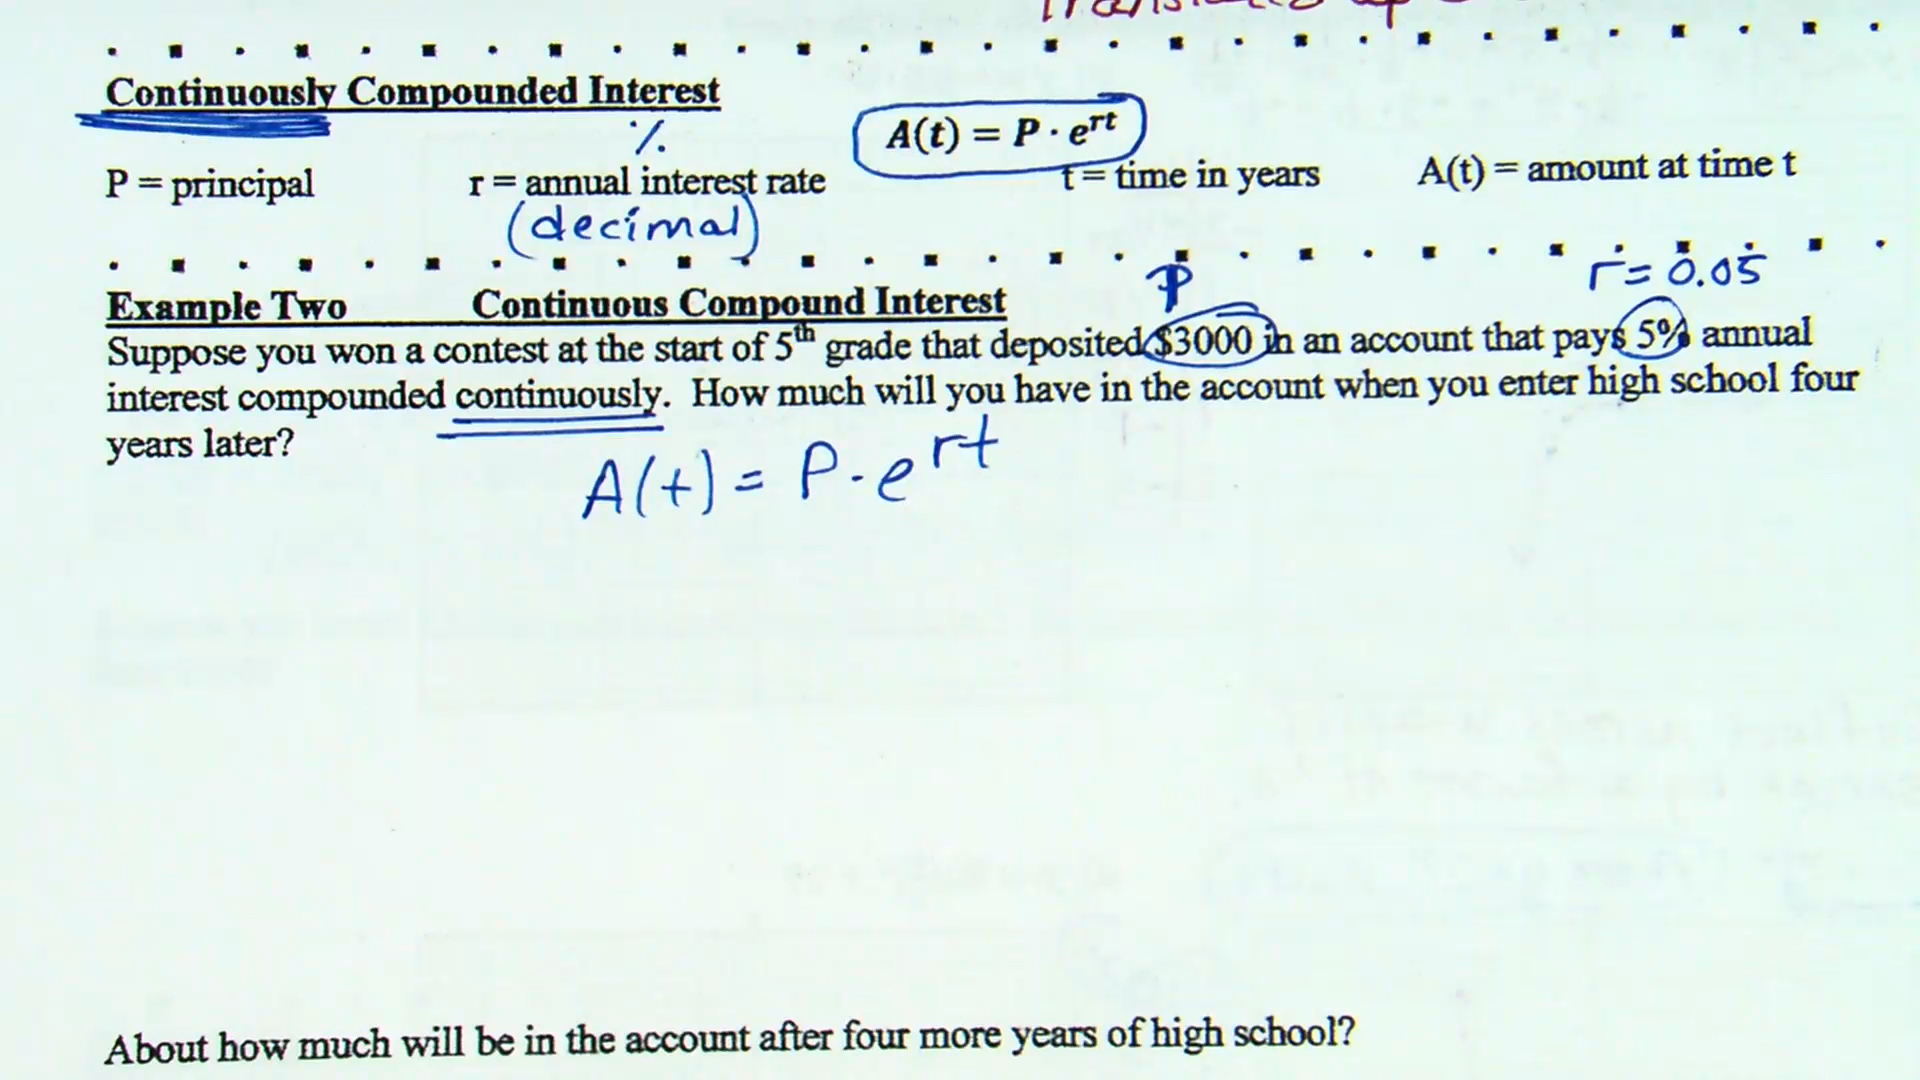 Continuously Compounded Interest
%
A(t) = P · e^rt
P = principal r = annual interest rate t = time in years A(t) = amount at time t
(decimal)
P r = 0.05
Example Two Continuous Compound Interest
Suppose you won a contest at the start of 5th grade that deposited $3000 in an account that pays 5% annual
interest compounded continuously. How much will you have in the account when you enter high school four
years later?
A(t) = P · e^rt
About how much will be in the account after four more years of high school?